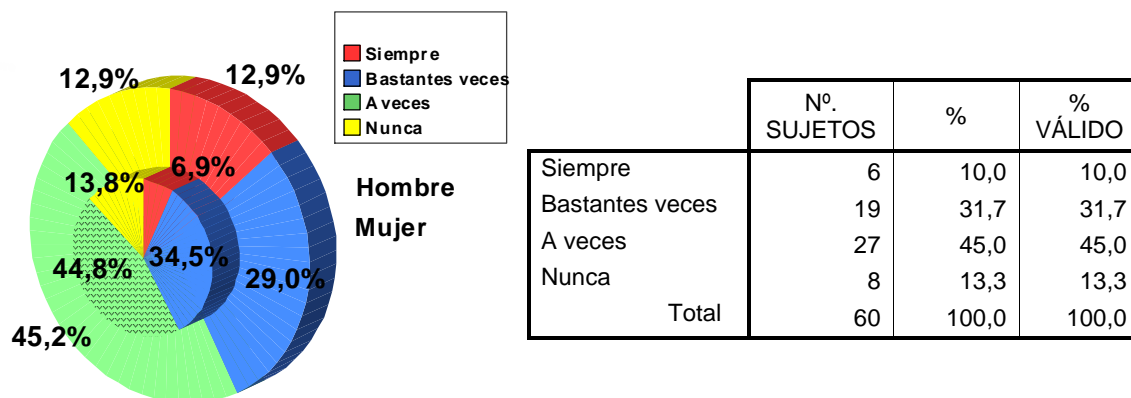 Siempre
Bastantes veces
A veces
Nunca
12,9%
12,9%
6,9%
13,8%
34,5%
44,8%
29,0%
45,2%
Hombre
Mujer
Nº. SUJETOS % % VÁLIDO
Siempre 6 10,0 10,0
Bastantes veces 19 31,7 31,7
A veces 27 45,0 45,0
Nunca 8 13,3 13,3
Total 60 100,0 100,0